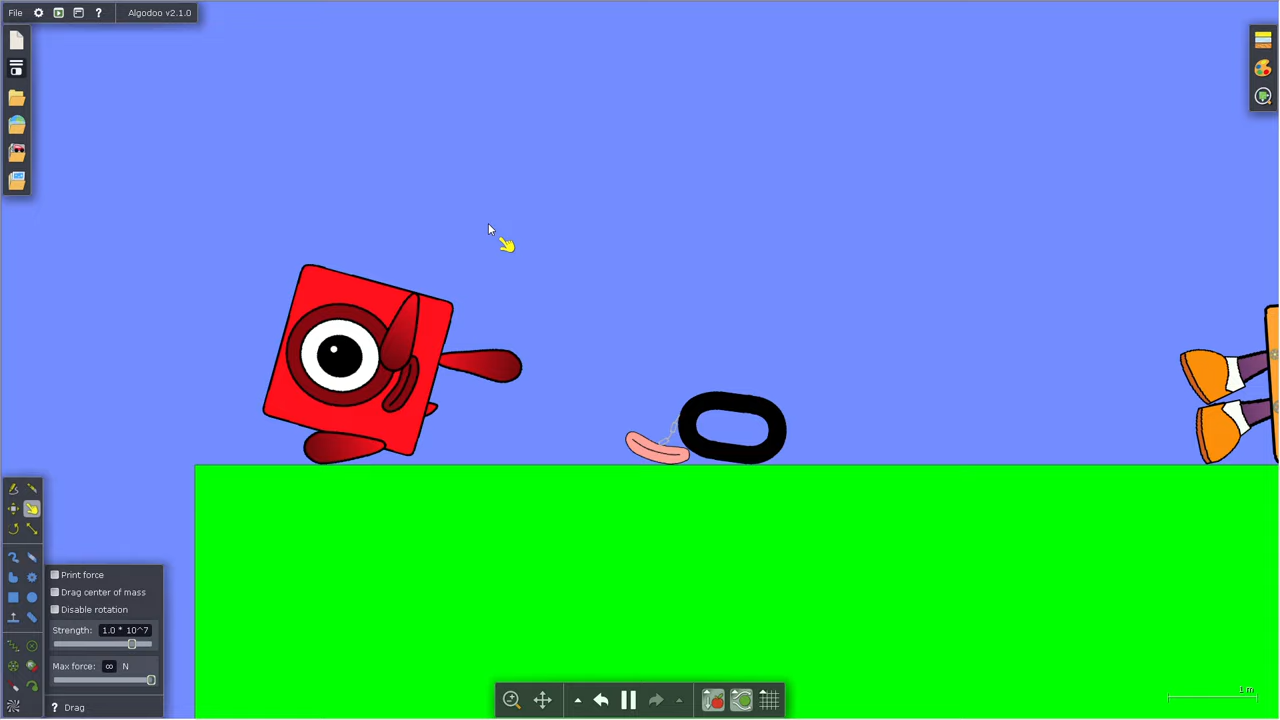 File ? Algodoo v2.1.0
Print force
Drag center of mass
Disable rotation
Strength: 1.0 * 10^7
Max force: ∞ N
? Drag
1 m